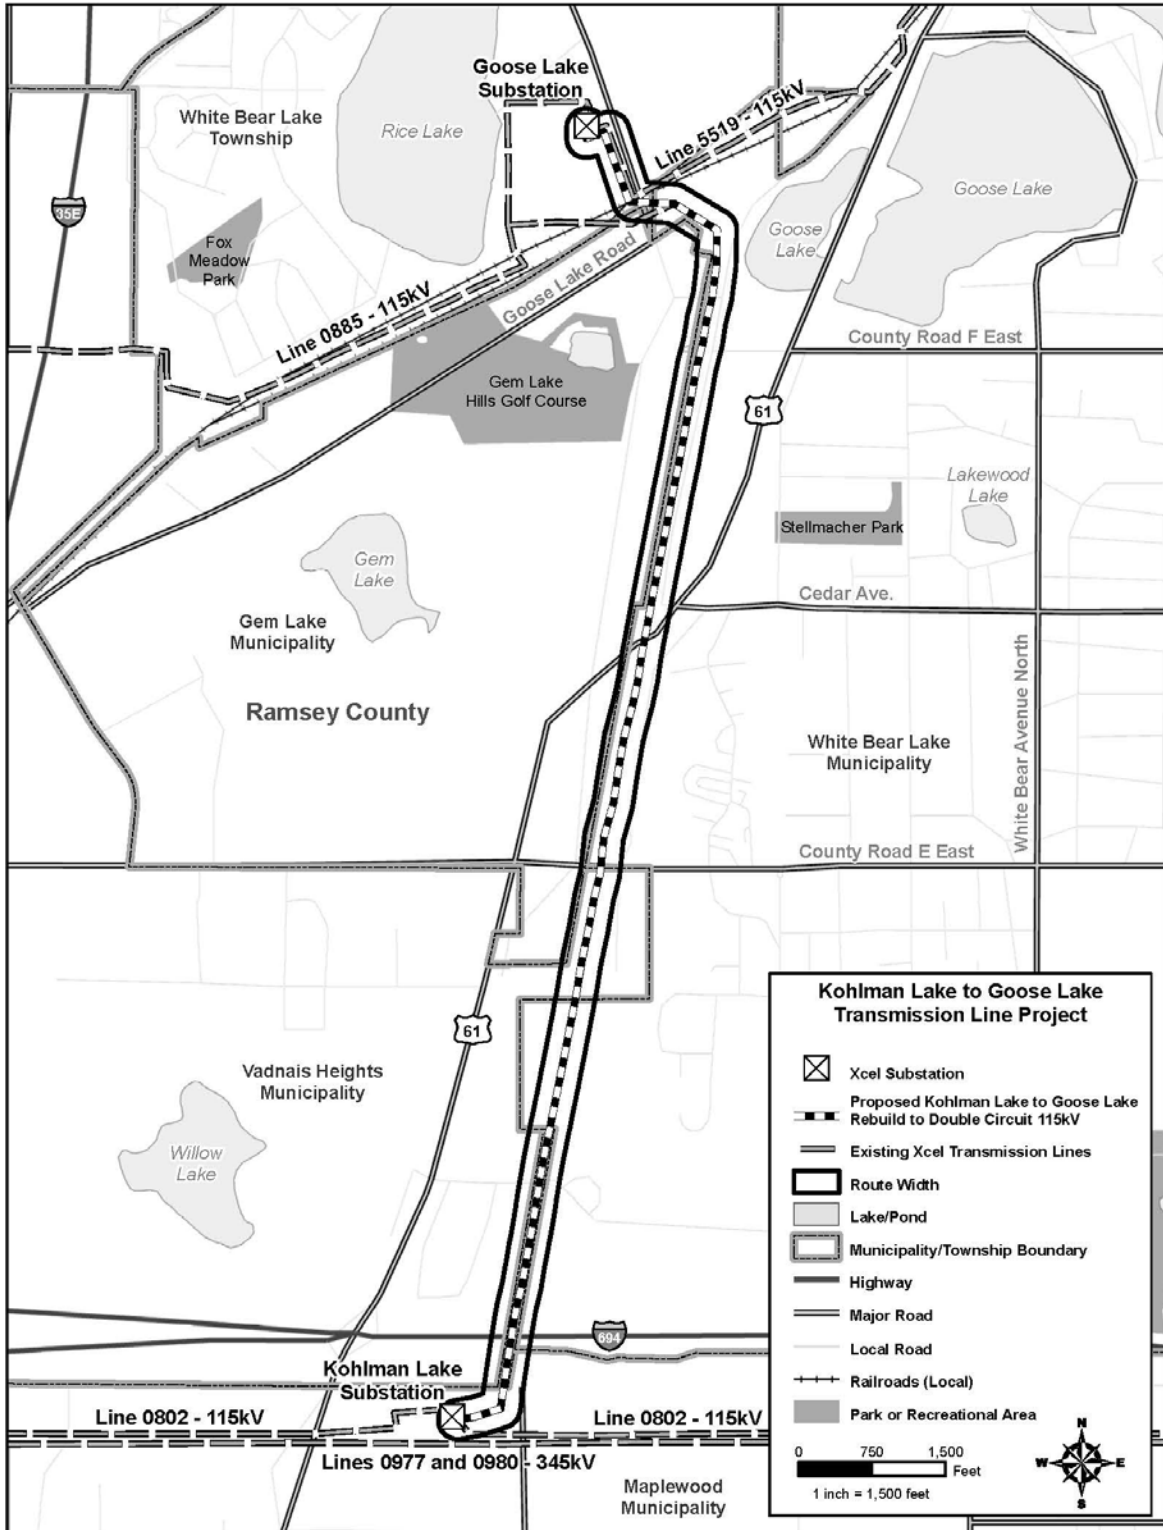 Goose Lake
Substation
White Bear Lake
Township
Rice Lake
Line 5519 - 115kV
Goose Lake
35E
Fox
Meadow
Park
Goose
Lake
Goose Lake Road
Line 0885 - 115kV
County Road F East
Gem Lake
Hills Golf Course
61
Lakewood
Lake
Stellmacher Park
Gem
Lake
Cedar Ave.
Gem Lake
Municipality
White Bear Avenue North
Ramsey County
White Bear Lake
Municipality
County Road E East
61
Vadnais Heights
Municipality
Willow
Lake
694
Kohlman Lake
Substation
Line 0802 - 115kV
Line 0802 - 115kV
Lines 0977 and 0980 - 345kV
Maplewood
Municipality
Kohlman Lake to Goose Lake
Transmission Line Project
Xcel Substation
Proposed Kohlman Lake to Goose Lake
Rebuild to Double Circuit 115kV
Existing Xcel Transmission Lines
Route Width
Lake/Pond
Municipality/Township Boundary
Highway
Major Road
Local Road
Railroads (Local)
Park or Recreational Area
0 750 1,500
Feet
1 inch = 1,500 feet
N
W E
S